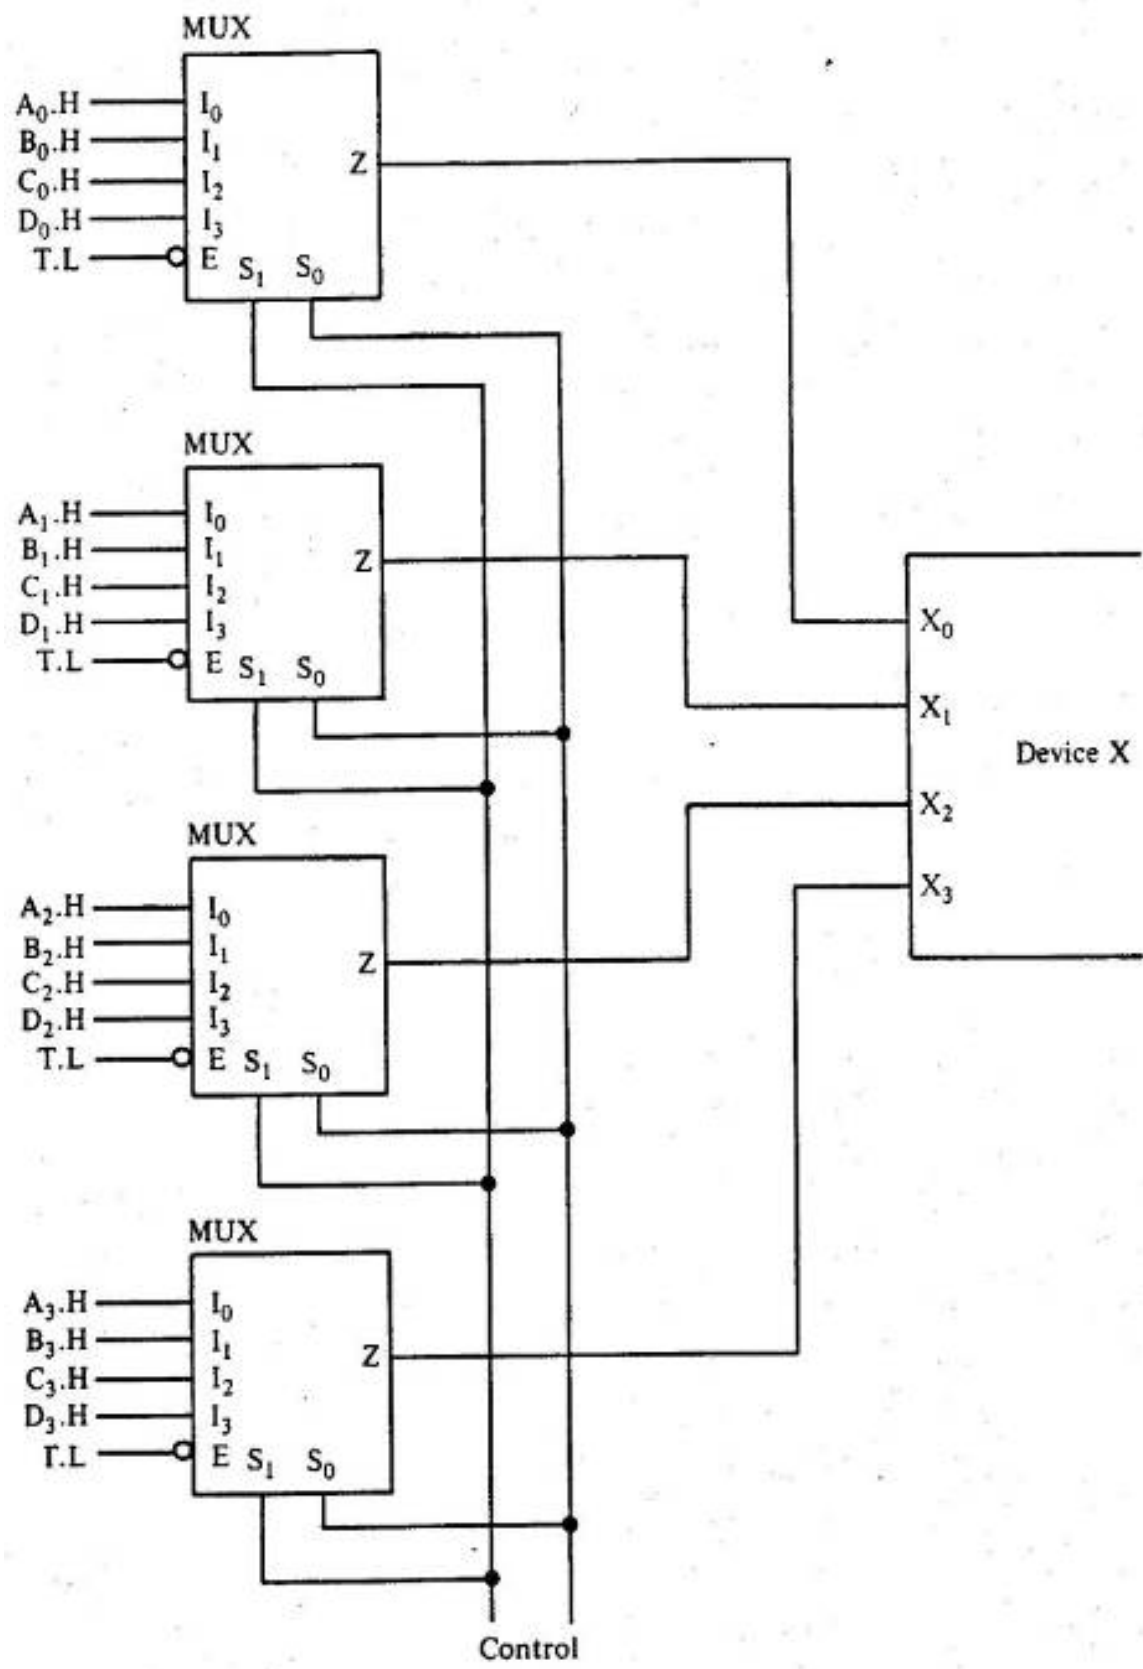 MUX
A₀.H I₀
B₀.H I₁
Z
C₀.H I₂
D₀.H I₃
T.L E S₁ S₀
MUX
A₁.H I₀
B₁.H I₁
Z
C₁.H I₂
D₁.H I₃
T.L E S₁ S₀
X₀
X₁
Device X
X₂
X₃
MUX
A₂.H I₀
B₂.H I₁
Z
C₂.H I₂
D₂.H I₃
T.L E S₁ S₀
MUX
A₃.H I₀
B₃.H I₁
Z
C₃.H I₂
D₃.H I₃
T.L E S₁ S₀
Control